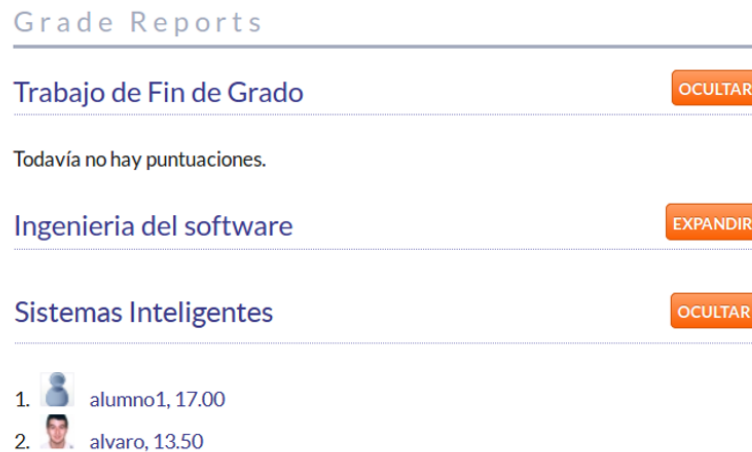 Grade Reports
Trabajo de Fin de Grado
OCULTAR
Todavía no hay puntuaciones.
Ingenieria del software
EXPANDIR
Sistemas Inteligentes
OCULTAR
1. alumno1, 17.00
2. alvaro, 13.50